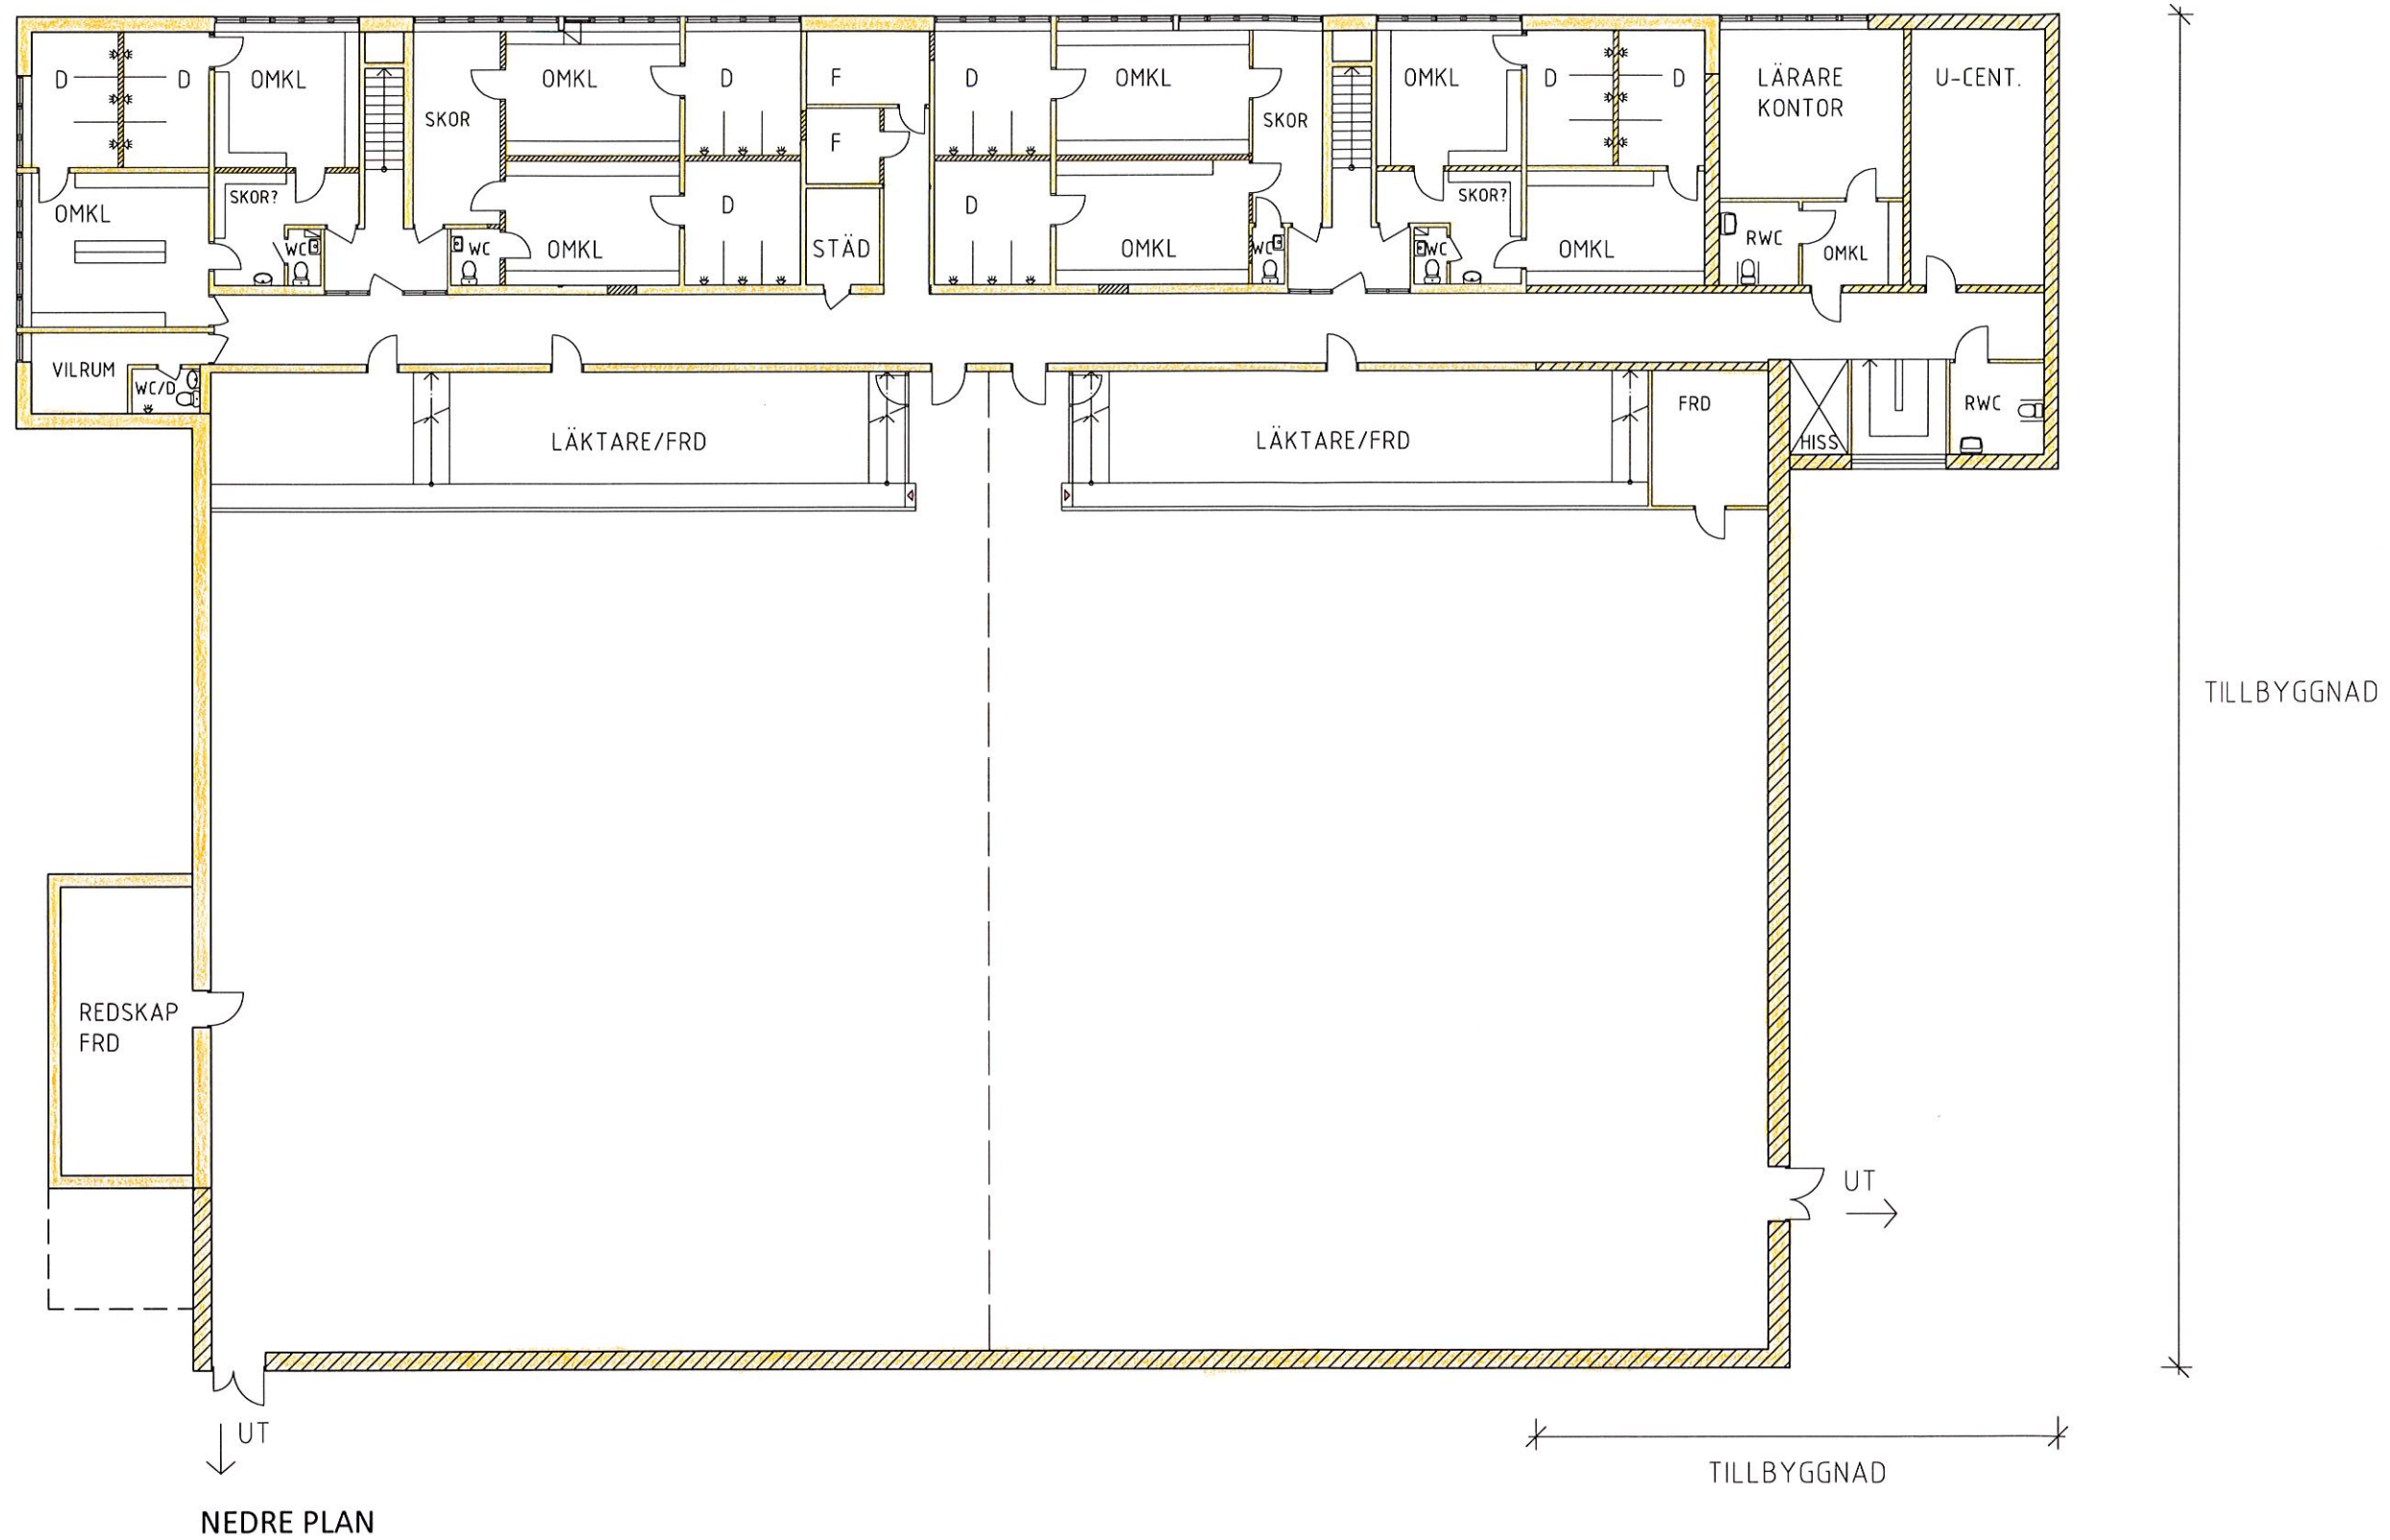 D
D
OMKL
SKOR
OMKL
D
F
D
OMKL
SKOR
OMKL
D
D
LÄRARE
KONTOR
U-CENT.
F
OMKL
SKOR?
WC
WC
OMKL
D
STÄD
D
OMKL
WC
WC
SKOR?
OMKL
RWC
OMKL
VILRUM
WC/D
LÄKTARE/FRD
LÄKTARE/FRD
FRD
HISS
RWC
TILLBYGGNAD
REDSKAP
FRD
UT
UT
TILLBYGGNAD
NEDRE PLAN